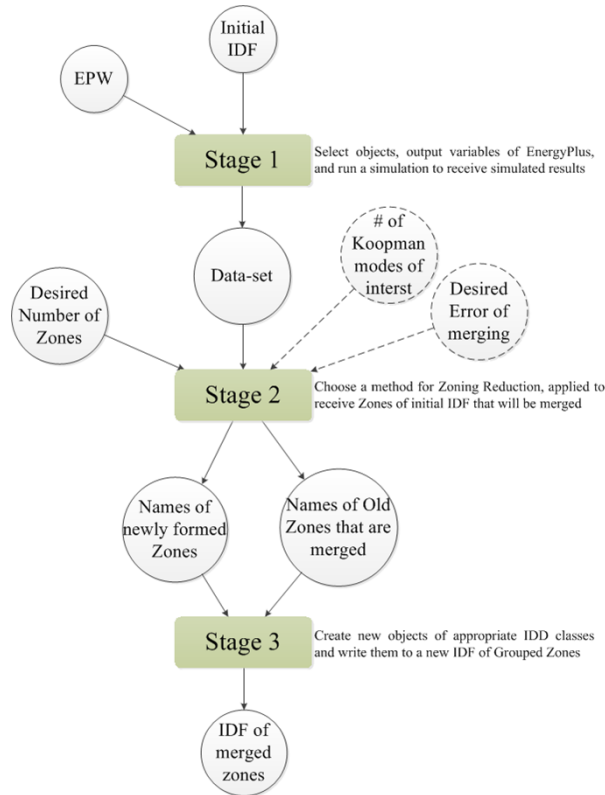 Initial
IDF
EPW
Stage 1
Select objects, output variables of EnergyPlus,
and run a simulation to receive simulated results
# of
Koopman
modes of
interst
Data-set
Desired
Number of
Zones
Desired
Error of
merging
Stage 2
Choose a method for Zoning Reduction, applied to
receive Zones of initial IDF that will be merged
Names of
newly formed
Zones
Names of Old
Zones that are
merged
Stage 3
Create new objects of appropriate IDD classes
and write them to a new IDF of Grouped Zones
IDF of
merged
zones